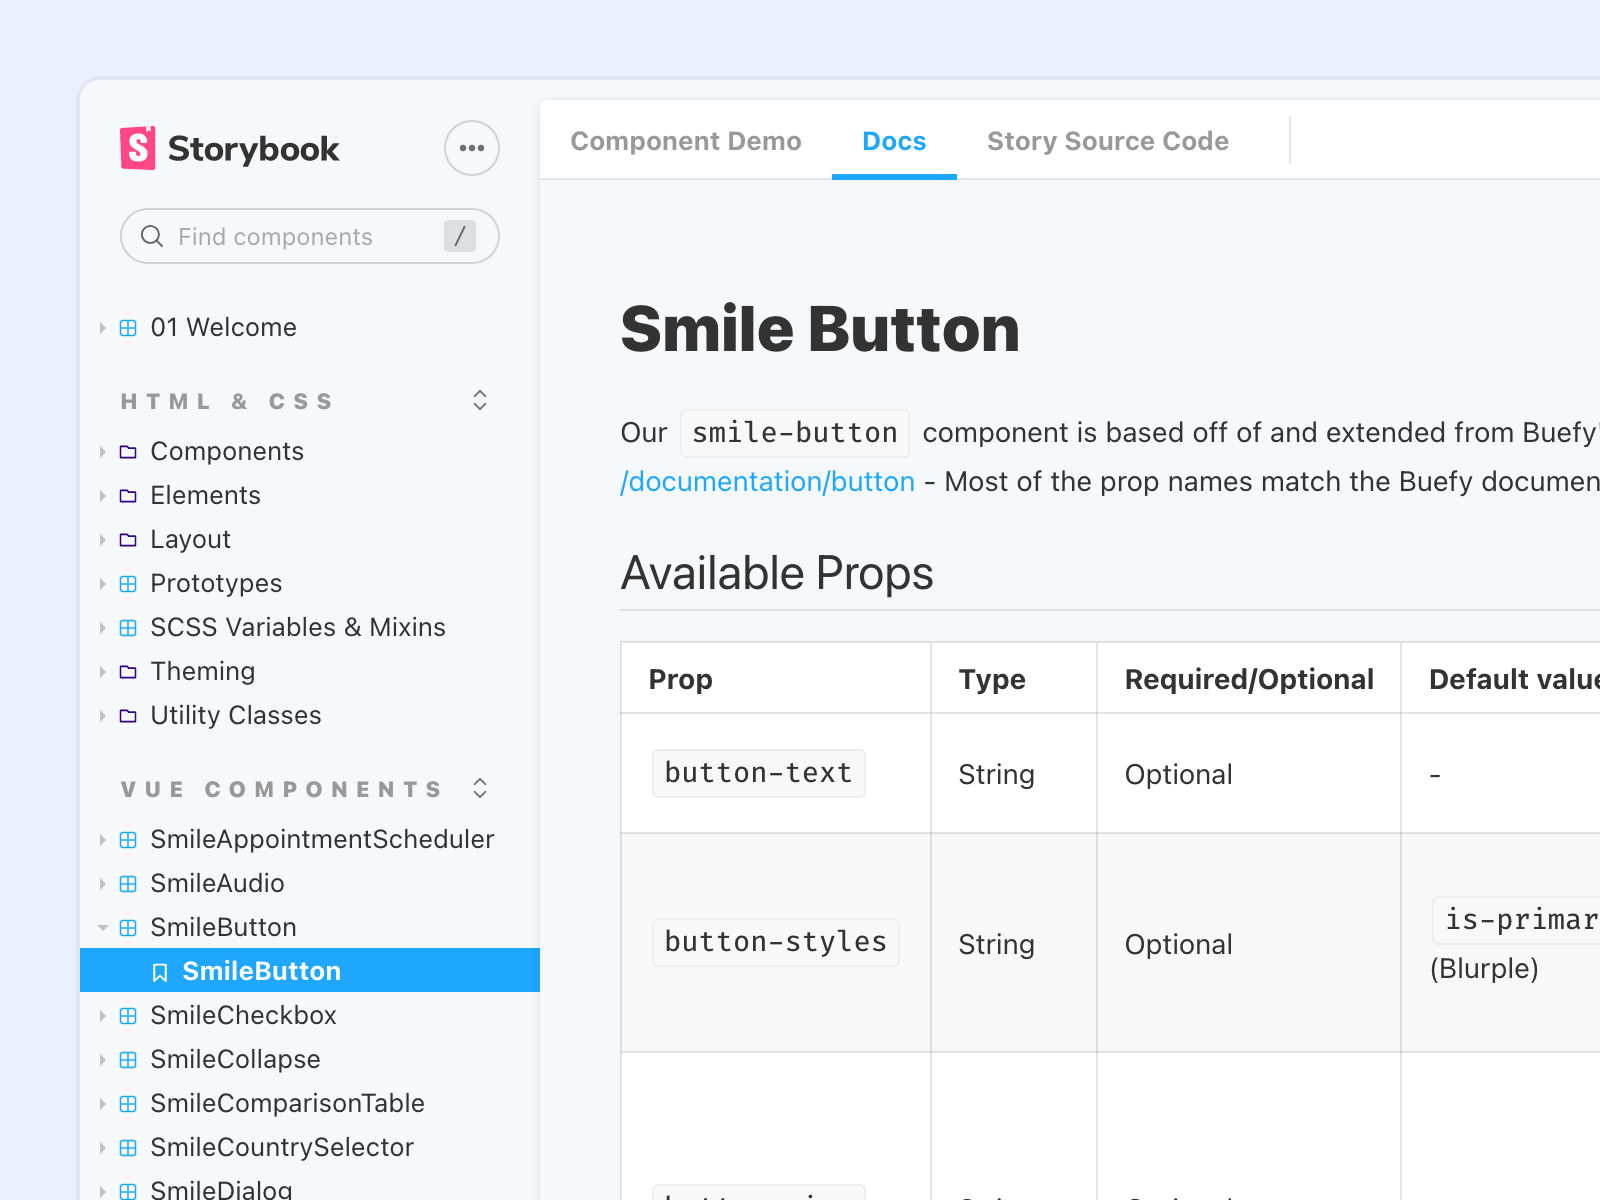 Storybook
Find components /
01 Welcome
HTML & CSS
Components
Elements
Layout
Prototypes
SCSS Variables & Mixins
Theming
Utility Classes
VUE COMPONENTS
SmileAppointmentScheduler
SmileAudio
SmileButton
SmileButton
SmileCheckbox
SmileCollapse
SmileComparisonTable
SmileCountrySelector
SmileDialog
Component Demo Docs Story Source Code
Smile Button
Our smile-button component is based off of and extended from Buefy'
/documentation/button - Most of the prop names match the Buefy documen
Available Props
Prop Type Required/Optional Default value
button-text String Optional -
button-styles String Optional is-primar
(Blurple)